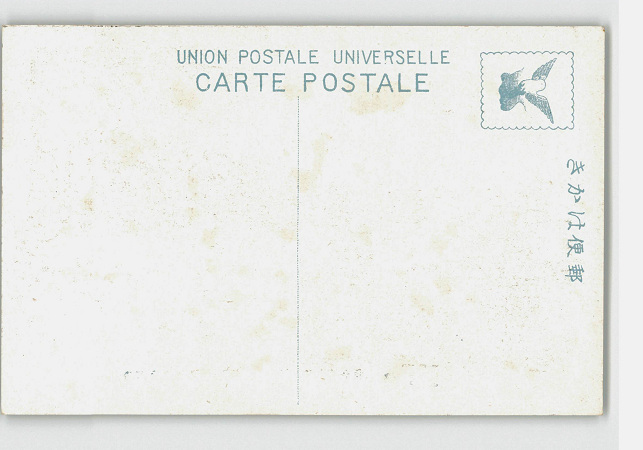 UNION POSTALE UNIVERSELLE
CARTE POSTALE
きかは便郵